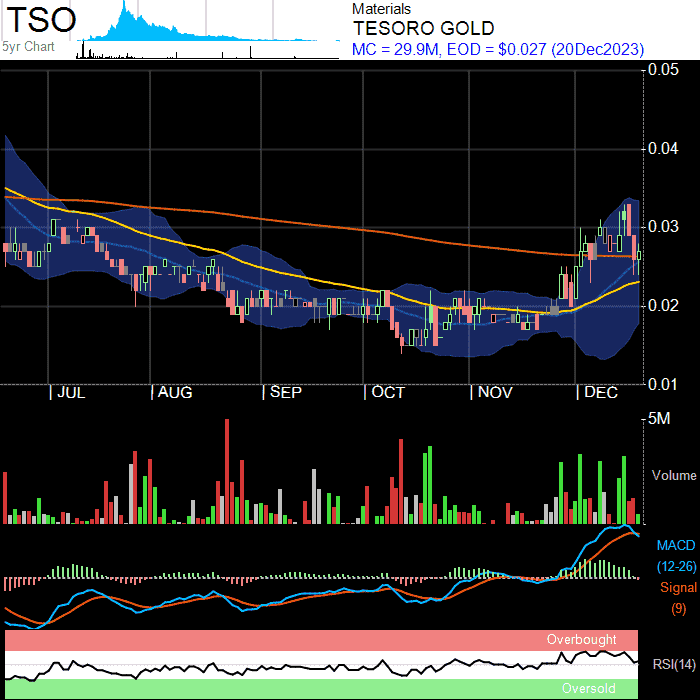 TSO
5yr Chart
Materials
TESORO GOLD
MC = 29.9M, EOD = $0.027 (20Dec2023)
0.05
0.04
0.03
0.02
0.01
| JUL | AUG | SEP | OCT | NOV | DEC
5M
Volume
MACD
(12-26)
Signal
(9)
Overbought
RSI(14)
Oversold